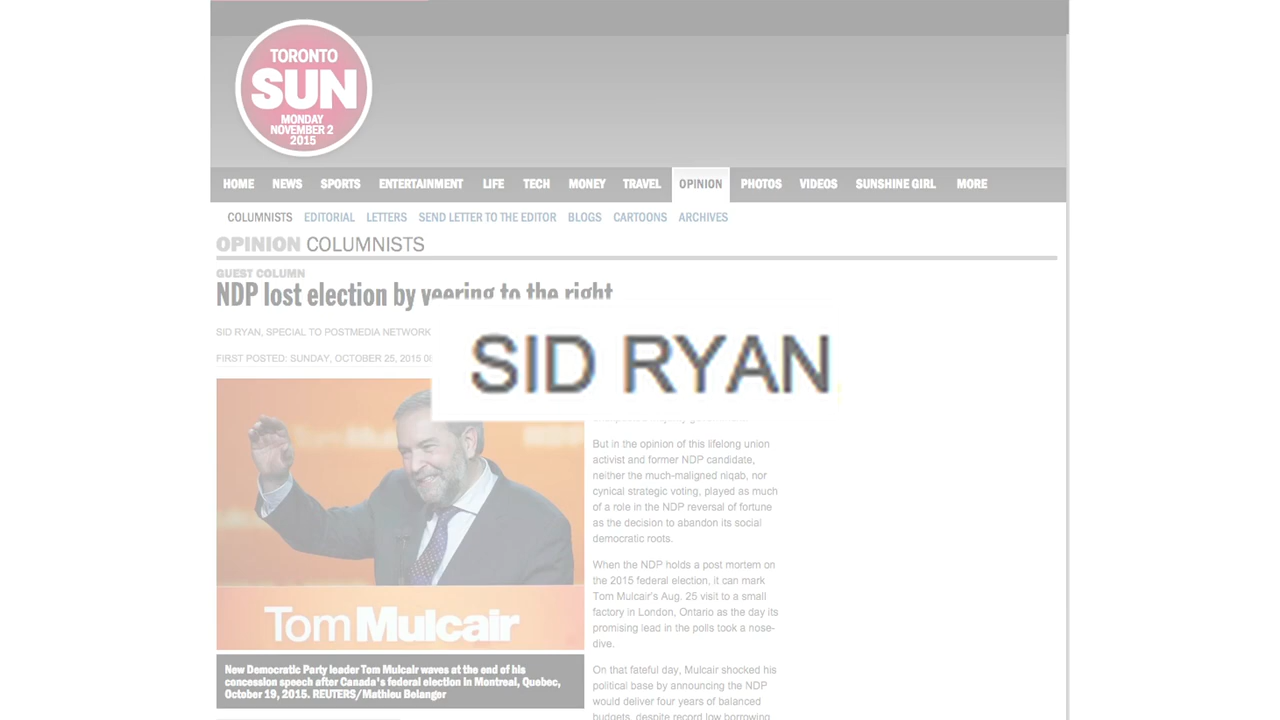 TORONTO
SUN
MONDAY
NOVEMBER 2
2015
HOME NEWS SPORTS ENTERTAINMENT LIFE TECH MONEY TRAVEL OPINION PHOTOS VIDEOS SUNSHINE GIRL MORE
COLUMNISTS EDITORIAL LETTERS SEND LETTER TO THE EDITOR BLOGS CARTOONS ARCHIVES
OPINION COLUMNISTS
GUEST COLUMN
NDP lost election by veering to the right
SID RYAN, SPECIAL TO POSTMEDIA NETWORK
FIRST POSTED: SUNDAY, OCTOBER 25, 2015
SID RYAN
Tom Mulcair
New Democratic Party leader Tom Mulcair waves at the end of his
concession speech after Canada's federal election in Montreal, Quebec,
October 19, 2015. REUTERS/Mathieu Belanger
But in the opinion of this lifelong union
activist and former NDP candidate,
neither the much-maligned niqab, nor
cynical strategic voting, played as much
of a role in the NDP reversal of fortune
as the decision to abandon its social
democratic roots.
When the NDP holds a post mortem on
the 2015 federal election, it can mark
Tom Mulcair's Aug. 25 visit to a small
factory in London, Ontario as the day its
promising lead in the polls took a nose-
dive.
On that fateful day, Mulcair shocked his
political base by announcing the NDP
would deliver four years of balanced
budgets, despite record low borrowing